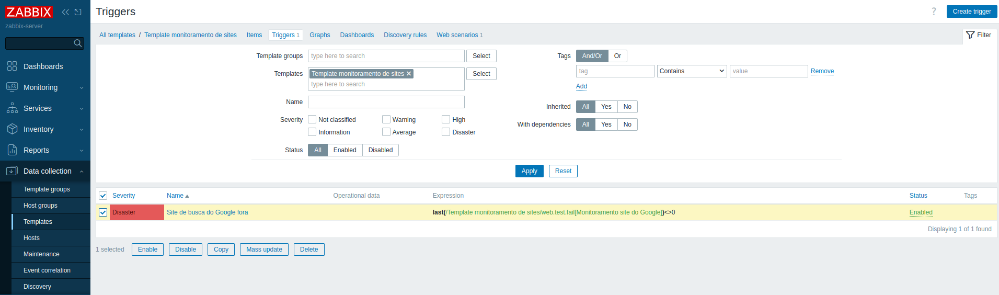 ZABBIX
zabbix-server
Dashboards
Monitoring
Services
Inventory
Reports
Data collection
Template groups
Host groups
Templates
Hosts
Maintenance
Event correlation
Discovery
Triggers
? Create trigger
All templates / Template monitoramento de sites Items Triggers 1 Graphs Dashboards Discovery rules Web scenarios 1
Filter
Template groups type here to search Select
Templates Template monitoramento de sites Select
type here to search
Name
Severity Not classified Warning High
Information Average Disaster
Status All Enabled Disabled
Tags And/Or Or
tag Contains value Remove
Add
Inherited All Yes No
With dependencies All Yes No
Apply Reset
Severity Name Operational data Expression Status Tags
Disaster Site de busca do Google fora last(/Template monitoramento de sites/web.test.fail[Monitoramento site do Google])<>0 Enabled
Displaying 1 of 1 found
1 selected Enable Disable Copy Mass update Delete